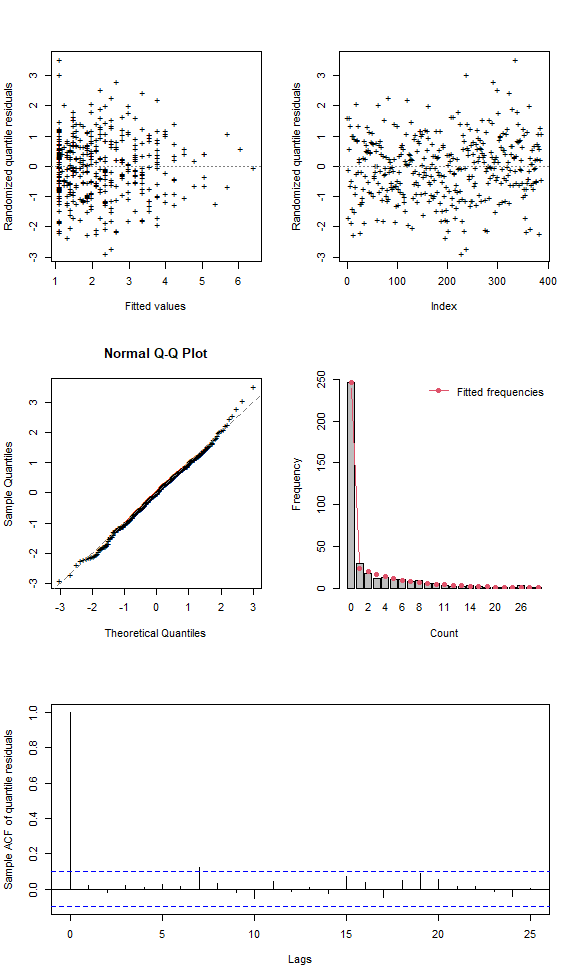 Randomized quantile residuals
3
2
1
0
-1
-2
-3
1 2 3 4 5 6
Fitted values
Randomized quantile residuals
3
2
1
0
-1
-2
-3
0 100 200 300 400
Index
Normal Q-Q Plot
Sample Quantiles
3
2
1
0
-1
-2
-3
-3 -2 -1 0 1 2 3
Theoretical Quantiles
Frequency
250
200
150
100
50
0
Fitted frequencies
0 2 4 6 8 11 14 20 26
Count
Sample ACF of quantile residuals
1.0
0.8
0.6
0.4
0.2
0.0
0 5 10 15 20 25
Lags